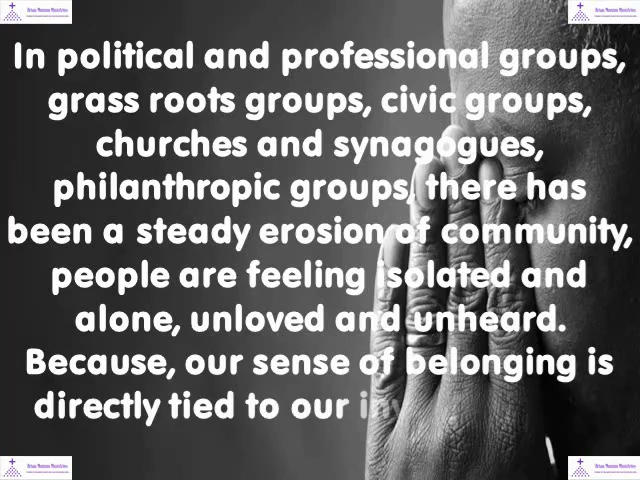 In political and professional groups,
grass roots groups, civic groups,
churches and synagogues,
philanthropic groups, there has
been a steady erosion of community,
people are feeling isolated and
alone, unloved and unheard.
Because, our sense of belonging is
directly tied to our